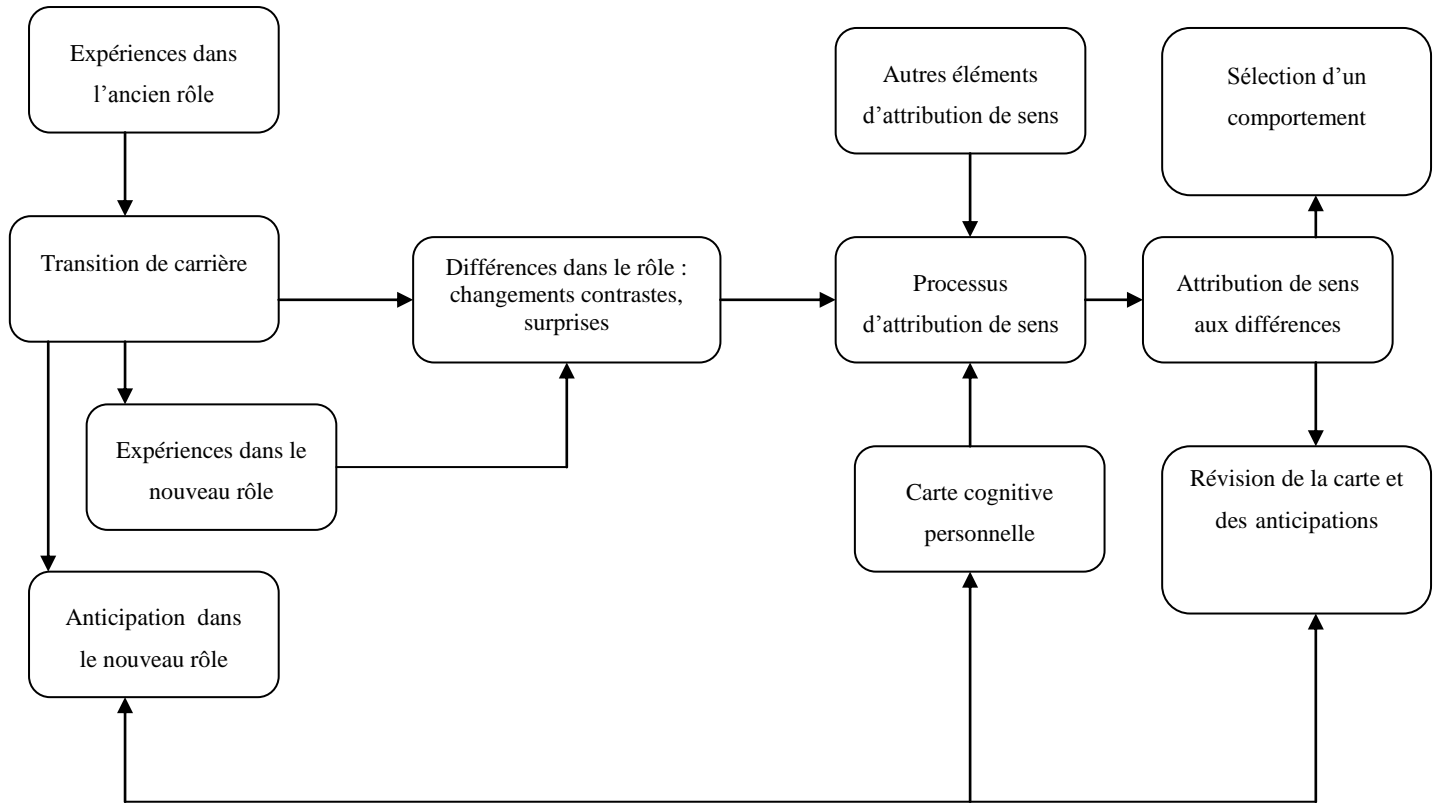 Expériences dans
l’ancien rôle
Autres éléments
d’attribution de sens
Sélection d’un
comportement
Transition de carrière
Différences dans le rôle :
changements contrastes,
surprises
Processus
d’attribution de sens
Attribution de sens
aux différences
Expériences dans le
nouveau rôle
Carte cognitive
personnelle
Révision de la carte et
des anticipations
Anticipation dans
le nouveau rôle